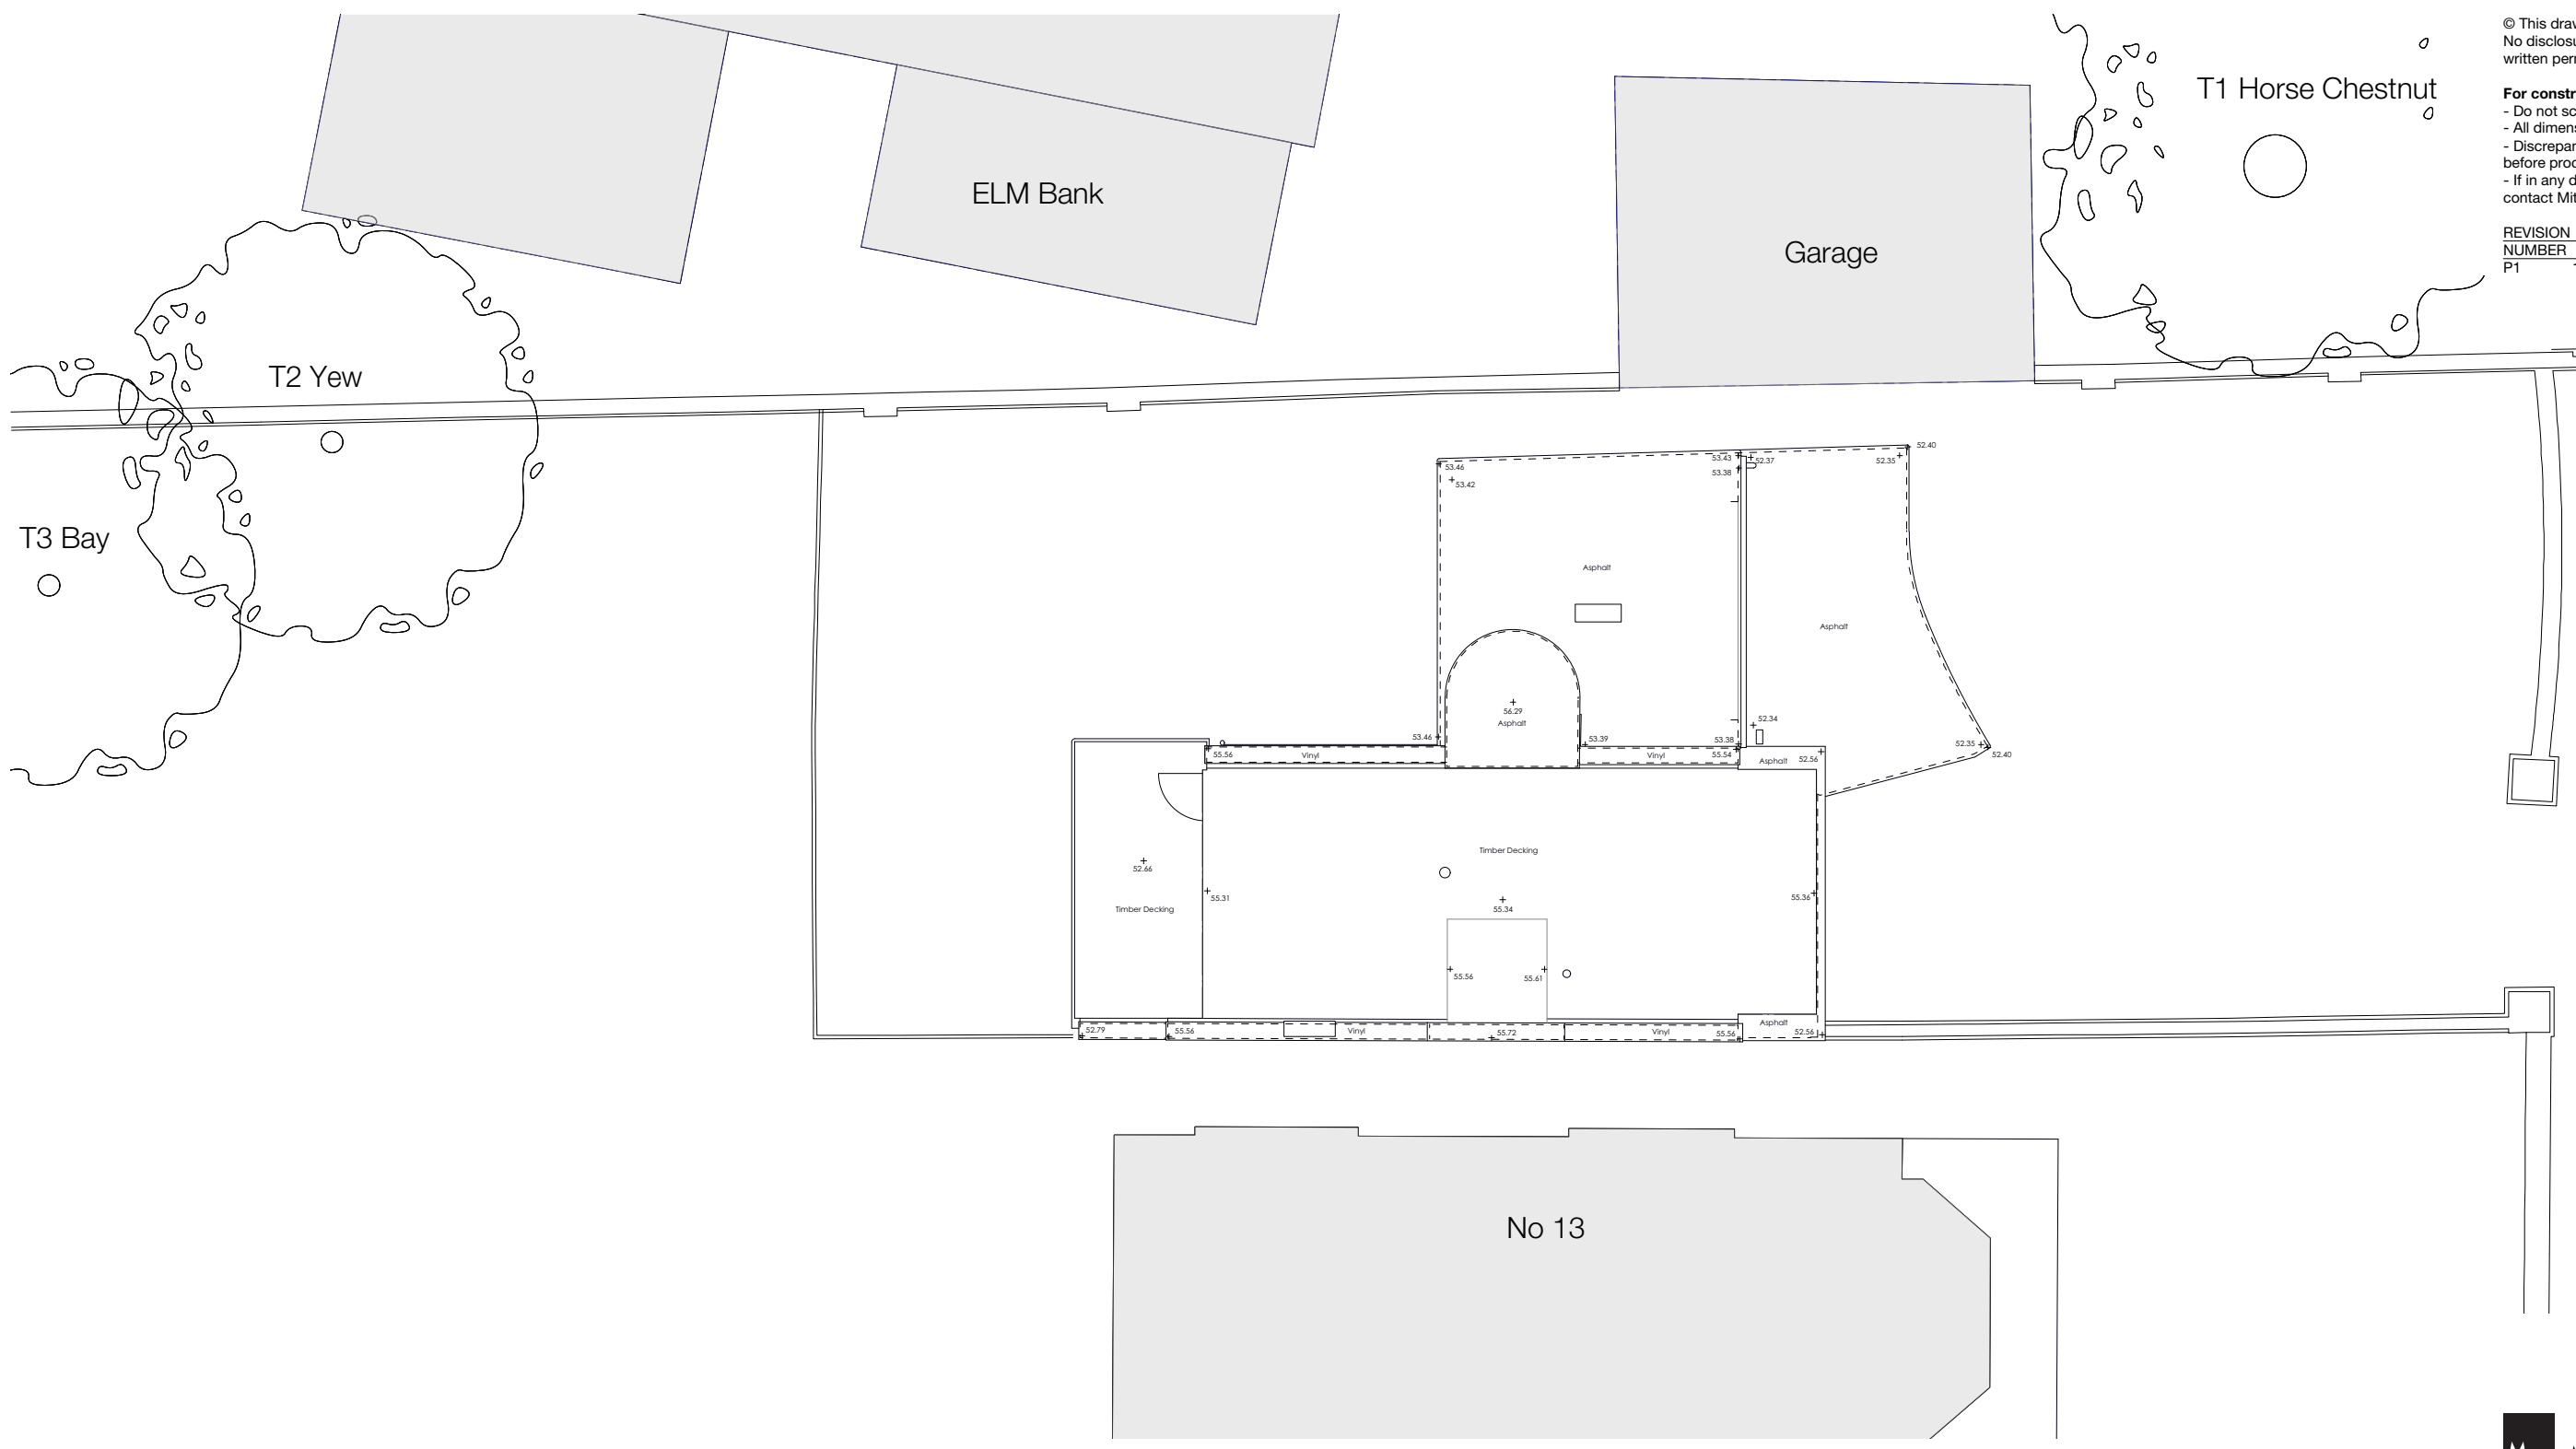 © This draw
No disclosu
written perr
For constr
- Do not sc
- All dimens
- Discrepar
before proc
- If in any d
contact Mit
REVISION
NUMBER
P1
T1 Horse Chestnut
ELM Bank
Garage
T2 Yew
T3 Bay
52.40
53.43
52.37
52.35
53.46
53.38
53.42
Asphalt
Asphalt
56.29
Asphalt
52.34
53.46
53.39
53.38
52.35
52.40
55.56
Vinyl
Vinyl
55.54
Asphalt
52.56
Timber Decking
52.66
55.31
55.36
Timber Decking
55.34
55.56
55.61
52.79
55.56
Vinyl
55.72
Vinyl
55.56
Asphalt
52.56
No 13